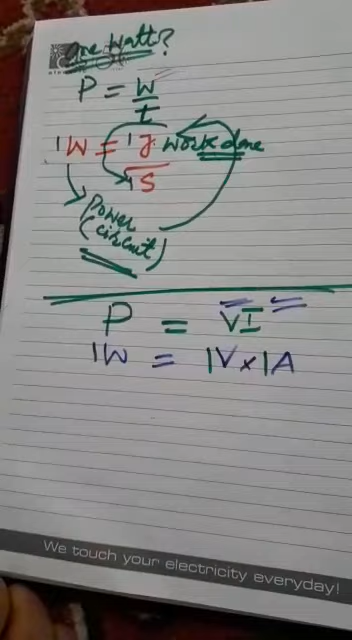 One Watt?
P = W
t
1W = 1J work done
1S
Power
(circuit)
P = VI
1W = 1V x 1A
We touch your electricity everyday!